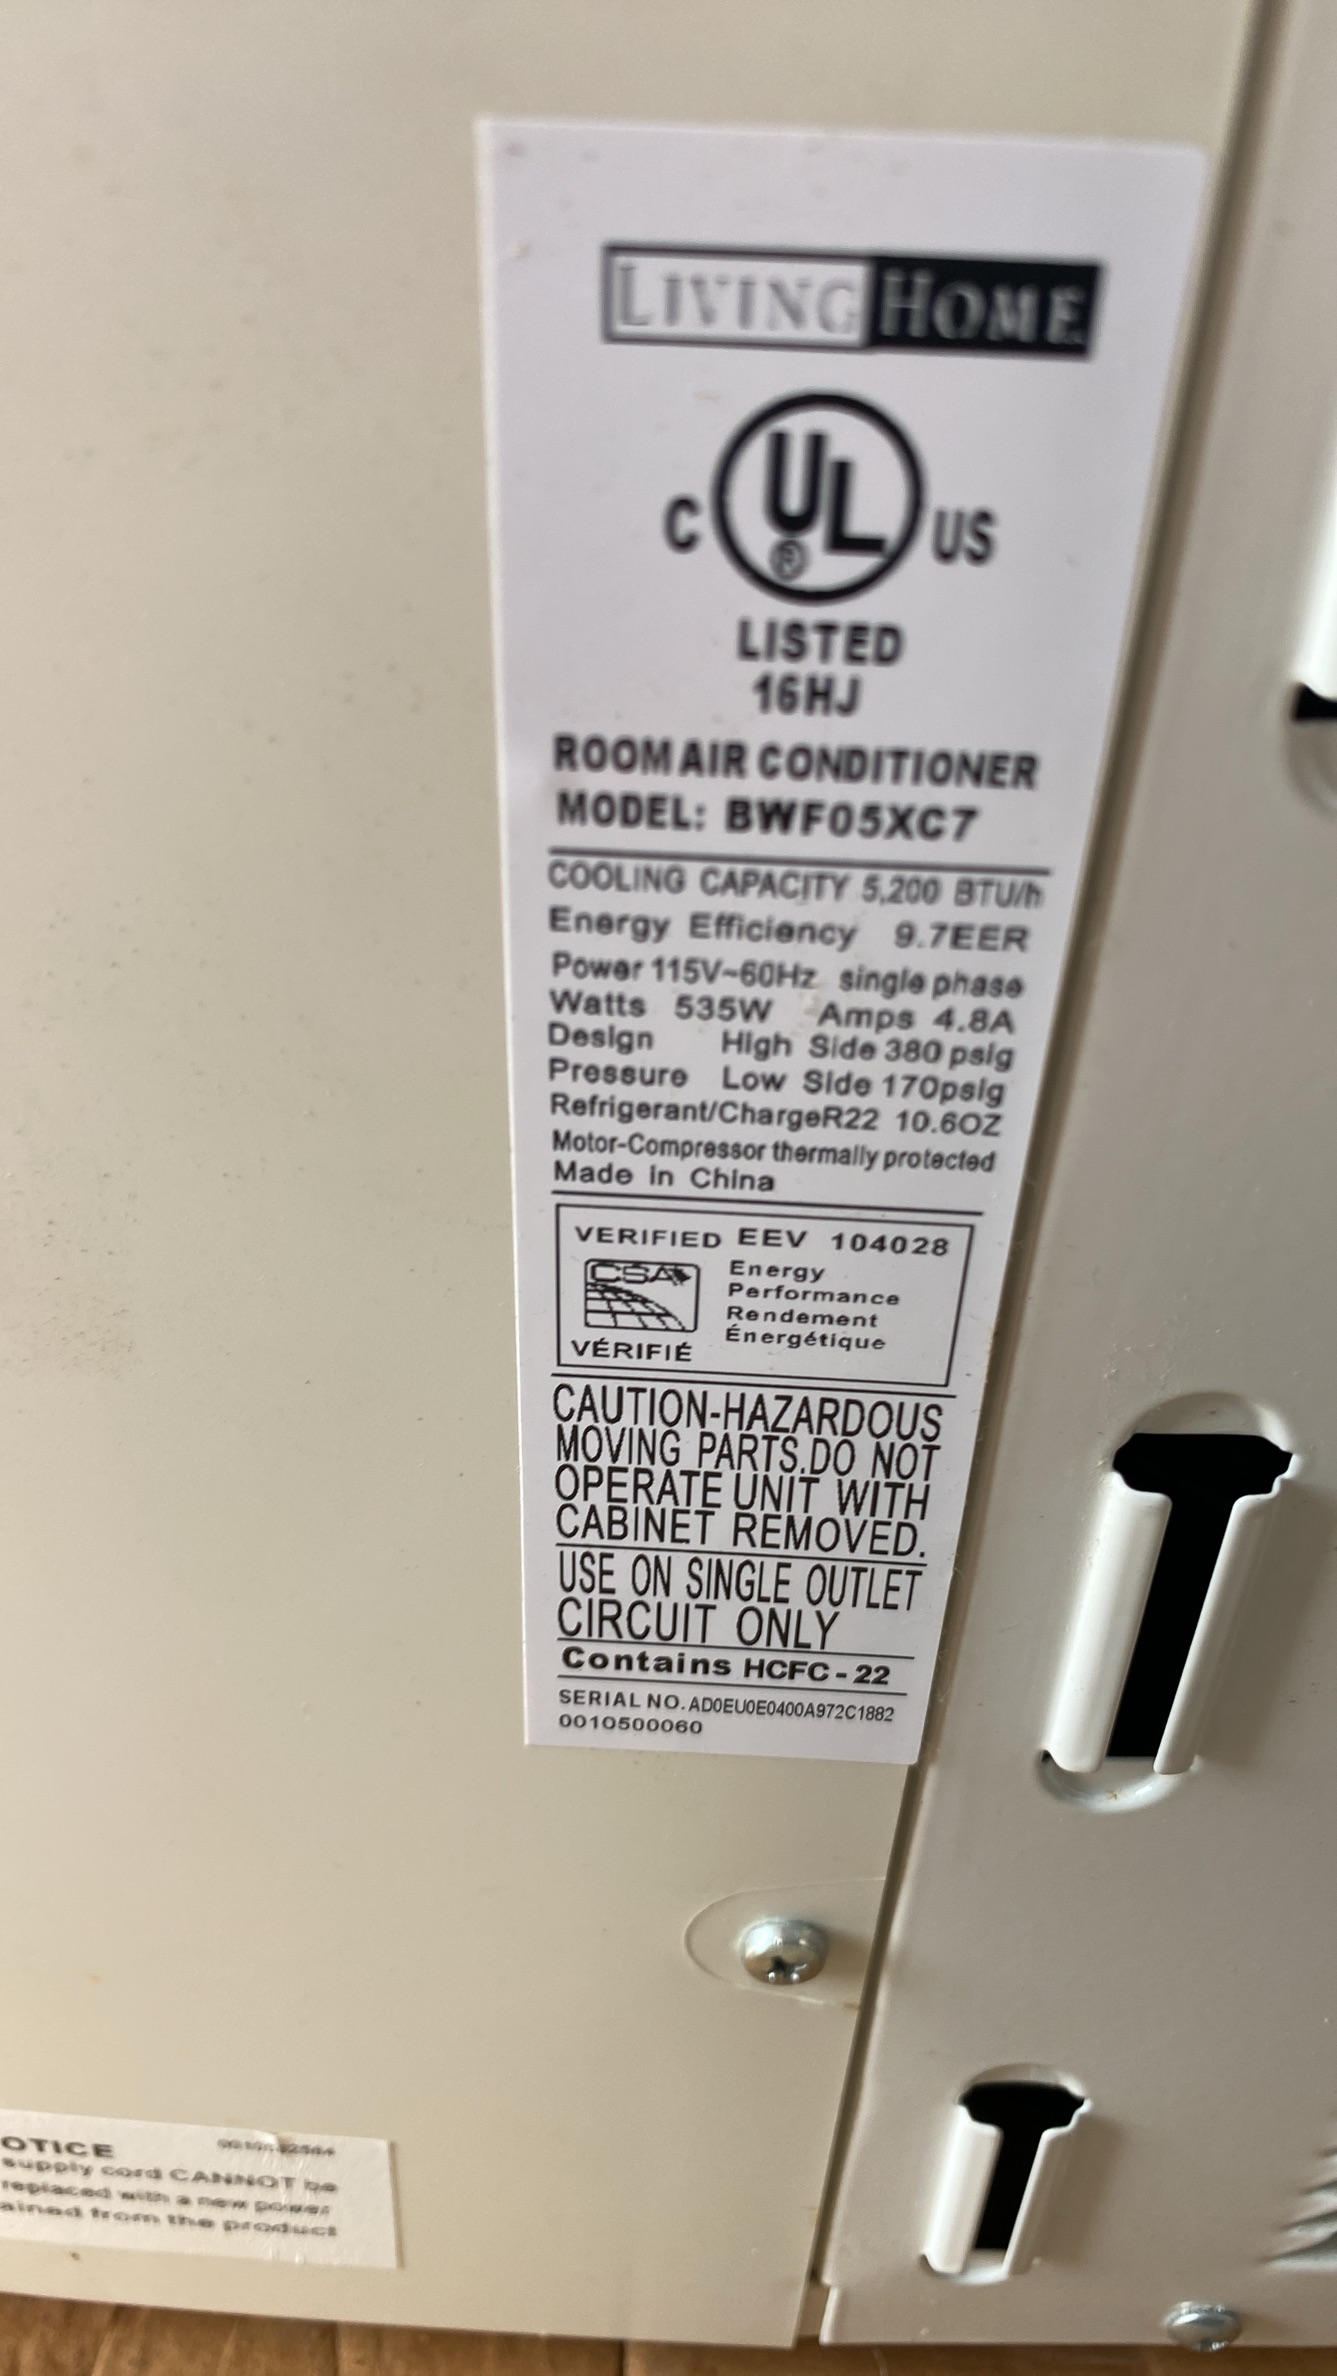 LIVING HOME
C UL US
®
LISTED
16HJ
ROOM AIR CONDITIONER
MODEL: BWF05XC7
COOLING CAPACITY 5,200 BTU/h
Energy Efficiency 9.7EER
Power 115V~60Hz single phase
Watts 535W Amps 4.8A
Design High Side 380 psig
Pressure Low Side 170psig
Refrigerant/ChargeR22 10.6OZ
Motor-Compressor thermally protected
Made in China
VERIFIED EEV 104028
CSA
Energy
Performance
Rendement
Énergétique
VÉRIFIÉ
CAUTION-HAZARDOUS
MOVING PARTS.DO NOT
OPERATE UNIT WITH
CABINET REMOVED.
USE ON SINGLE OUTLET
CIRCUIT ONLY
Contains HCFC-22
SERIAL NO. AD0EU0E0400A972C1882
0010500060
OTICE
supply cord CANNOT be
replaced with a new power
ained from the product